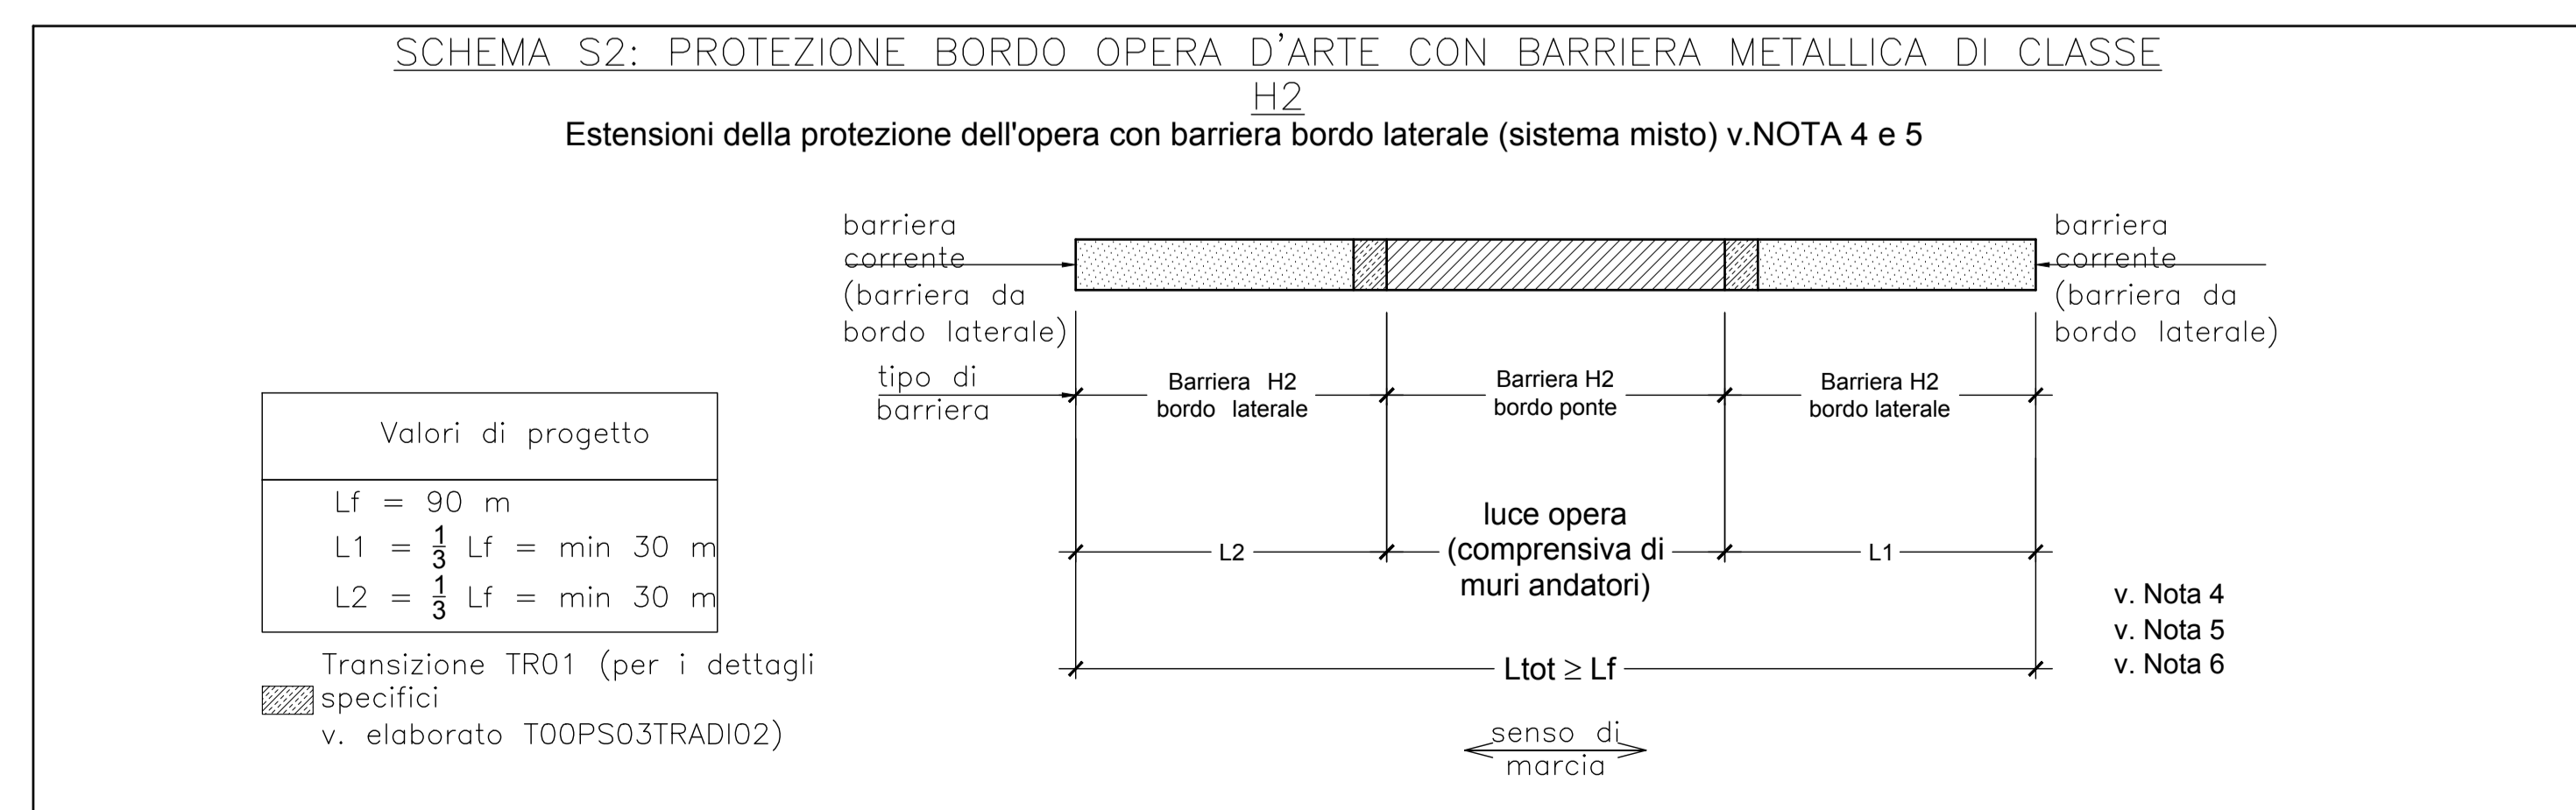 SCHEMA S2: PROTEZIONE BORDO OPERA D'ARTE CON BARRIERA METALLICA DI CLASSE
H2
Estensioni della protezione dell'opera con barriera bordo laterale (sistema misto) v.NOTA 4 e 5
barriera
corrente
(barriera da
bordo laterale)
barriera
corrente
(barriera da
bordo laterale)
tipo di
barriera
Barriera H2
bordo laterale
Barriera H2
bordo ponte
Barriera H2
bordo laterale
Valori di progetto
Lf = 90 m
L1 = 1/3 Lf = min 30 m
L2 = 1/3 Lf = min 30 m
L2
luce opera
(comprensiva di
muri andatori)
L1
v. Nota 4
v. Nota 5
v. Nota 6
Transizione TR01 (per i dettagli
specifici
v. elaborato T00PS03TRADI02)
Ltot ≥ Lf
senso di
marcia